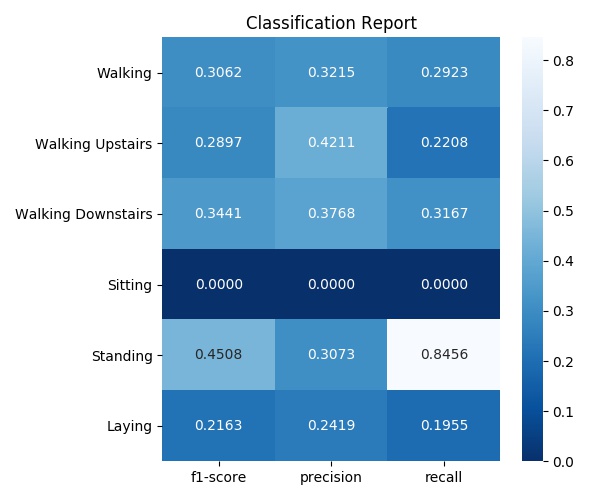 Classification Report
Walking 0.3062 0.3215 0.2923
Walking Upstairs 0.2897 0.4211 0.2208
Walking Downstairs 0.3441 0.3768 0.3167
Sitting 0.0000 0.0000 0.0000
Standing 0.4508 0.3073 0.8456
Laying 0.2163 0.2419 0.1955
f1-score precision recall
0.8
0.7
0.6
0.5
0.4
0.3
0.2
0.1
0.0